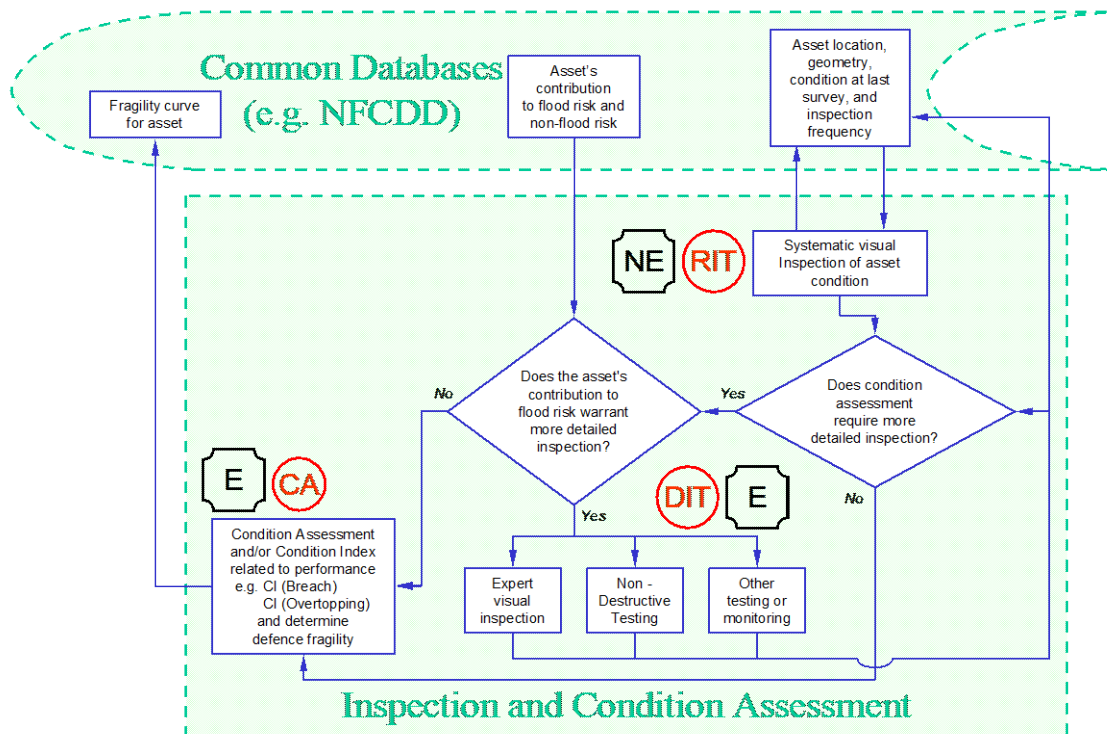 Common Databases
(e.g. NFCDD)
Fragility curve
for asset
Asset's
contribution
to flood risk and
non-flood risk
Asset location,
geometry,
condition at last
survey, and
inspection
frequency
NE
RIT
Systematic visual
Inspection of asset
condition
No
Does the asset's
contribution to
flood risk warrant
more detailed
inspection?
Yes
Does condition
assessment
require more
detailed inspection?
E
CA
DIT
E
No
Yes
Condition Assessment
and/or Condition Index
related to performance
e.g. CI (Breach)
CI (Overtopping)
and determine
defence fragility
Expert
visual
inspection
Non -
Destructive
Testing
Other
testing or
monitoring
Inspection and Condition Assessment